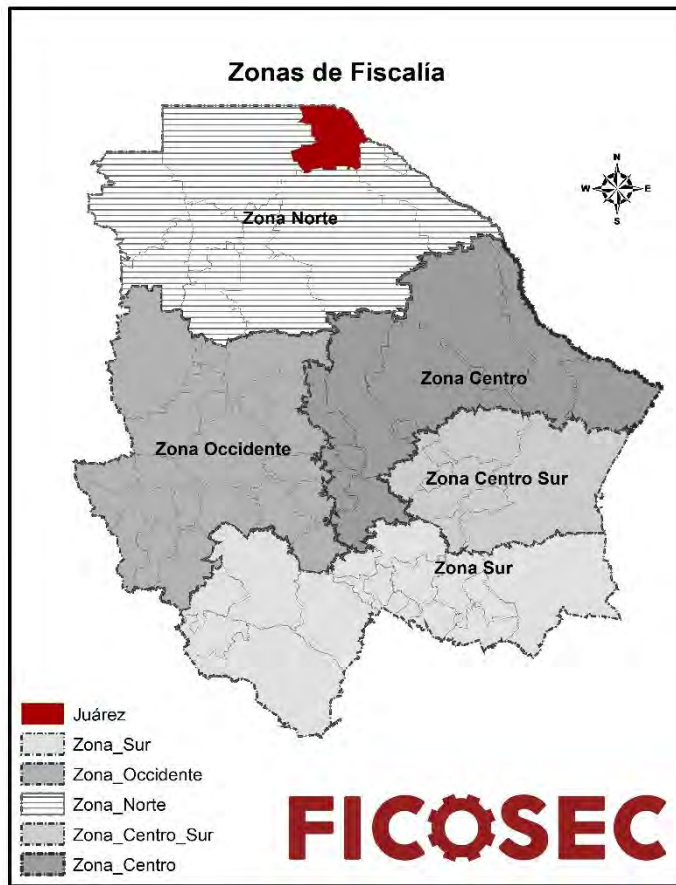 Zonas de Fiscalía
N
W E
S
Zona Norte
Zona Centro
Zona Occidente
Zona Centro Sur
Zona Sur
Juárez
Zona_Sur
Zona_Occidente
Zona_Norte
Zona_Centro_Sur
Zona_Centro
FICOSEC